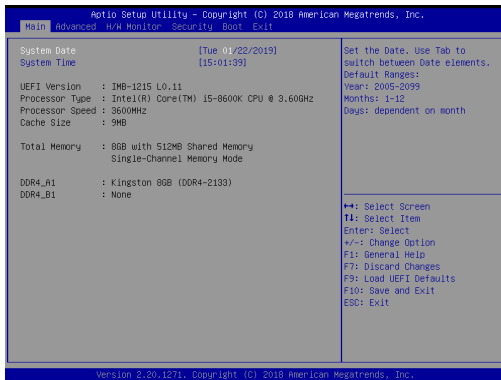 Aptio Setup Utility – Copyright (C) 2018 American Megatrends, Inc.
Main Advanced H/W Monitor Security Boot Exit
System Date [Tue 01/22/2019]
System Time [15:01:39]
UEFI Version : IMB-1215 L0.11
Processor Type : Intel(R) Core(TM) i5-8600K CPU @ 3.60GHz
Processor Speed : 3600MHz
Cache Size : 9MB
Total Memory : 8GB with 512MB Shared Memory
Single-Channel Memory Mode
DDR4_A1 : Kingston 8GB (DDR4-2133)
DDR4_B1 : None
Set the Date. Use Tab to
switch between Date elements.
Default Ranges:
Year: 2005-2099
Months: 1-12
Days: dependent on month
↔: Select Screen
↑↓: Select Item
Enter: Select
+/-: Change Option
F1: General Help
F7: Discard Changes
F9: Load UEFI Defaults
F10: Save and Exit
ESC: Exit
Version 2.20.1271. Copyright (C) 2018 American Megatrends, Inc.